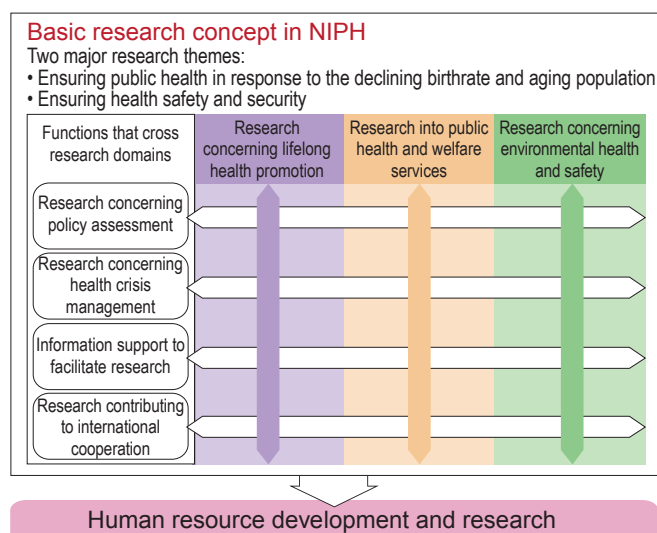 Basic research concept in NIPH
Two major research themes:
• Ensuring public health in response to the declining birthrate and aging population
• Ensuring health safety and security
Functions that cross
research domains
Research
concerning lifelong
health promotion
Research into public
health and welfare
services
Research concerning
environmental health
and safety
Research concerning
policy assessment
Research concerning
health crisis
management
Information support to
facilitate research
Research contributing
to international
cooperation
Human resource development and research